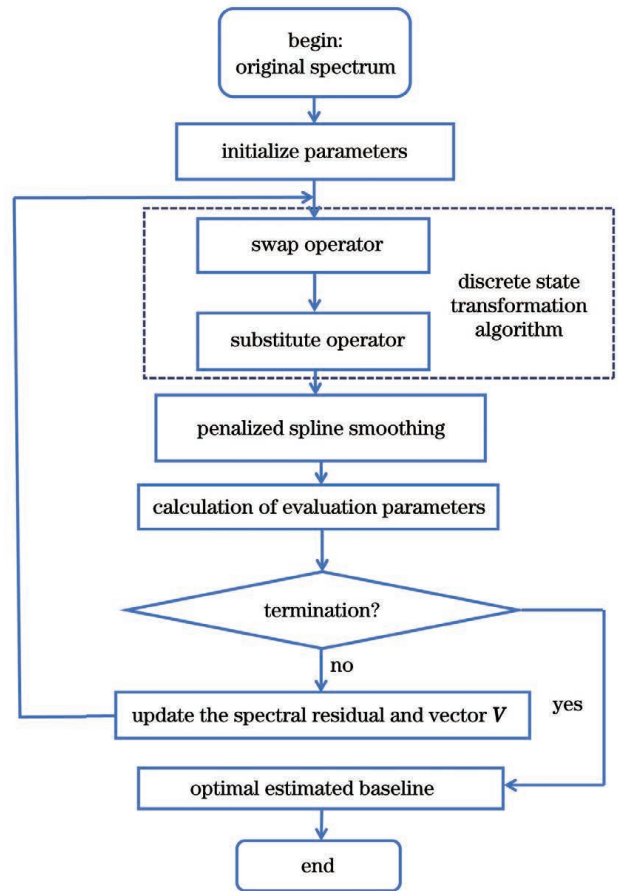 begin:
original spectrum
initialize parameters
swap operator
discrete state
transformation
algorithm
substitute operator
penalized spline smoothing
calculation of evaluation parameters
termination?
no
yes
update the spectral residual and vector V
optimal estimated baseline
end